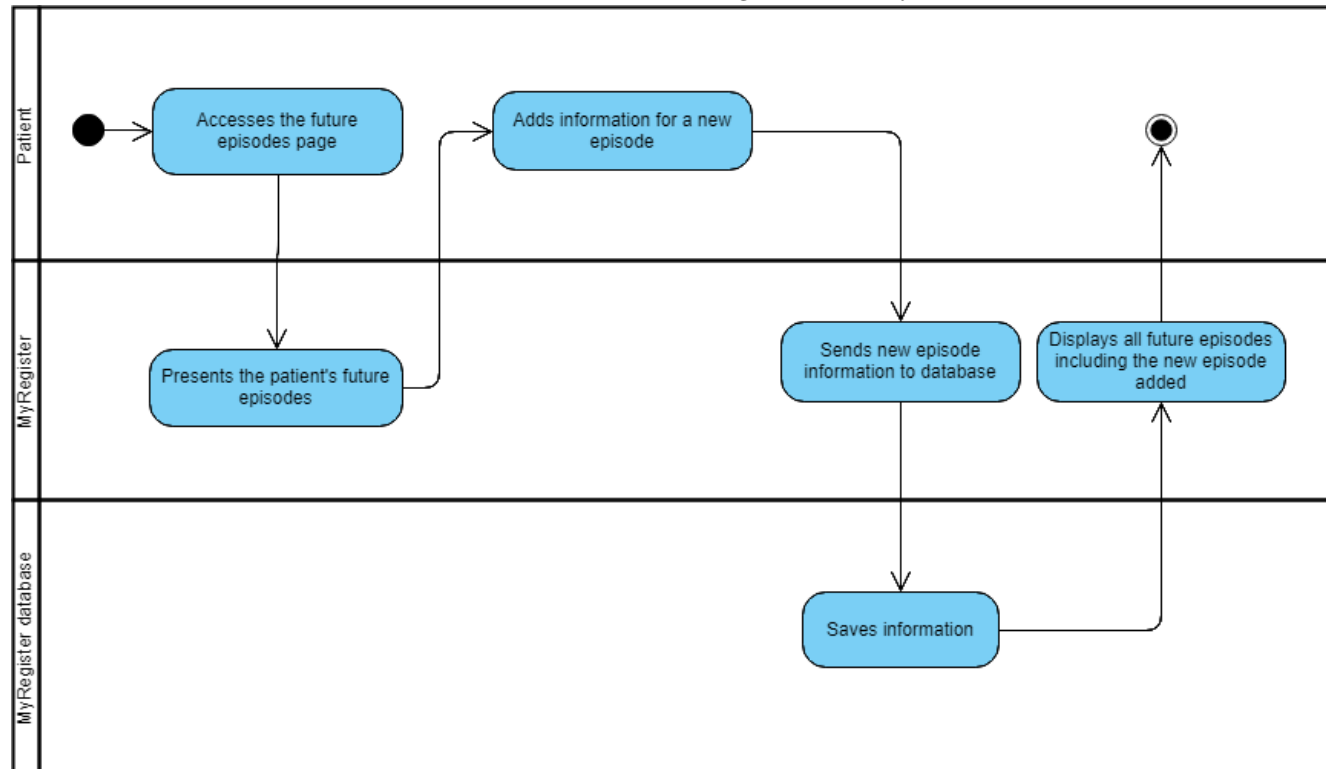 Patient
Accesses the future
episodes page
Adds information for a new
episode
MyRegister
Presents the patient's future
episodes
Sends new episode
information to database
Displays all future episodes
including the new episode
added
MyRegister database
Saves information